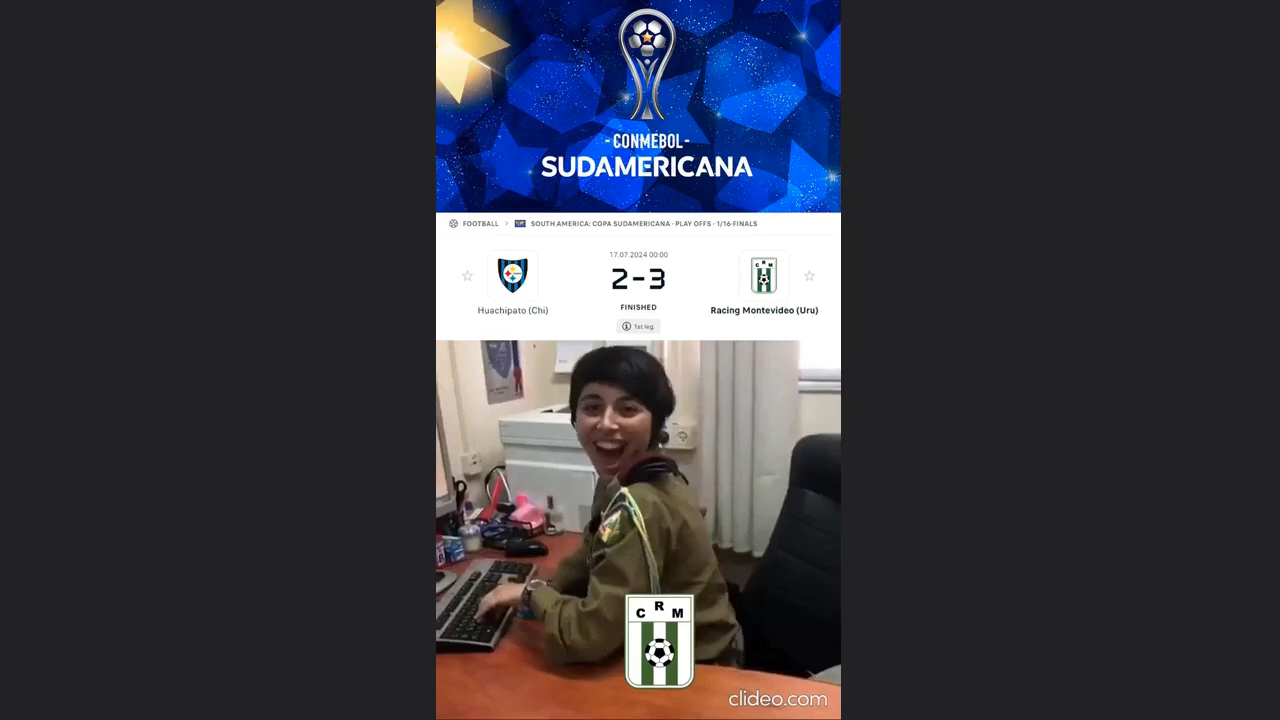 - CONMEBOL -
SUDAMERICANA
FOOTBALL > SOUTH AMERICA: COPA SUDAMERICANA - PLAY OFFS - 1/16-FINALS
17.07.2024 00:00
2-3
FINISHED
1st leg.
Huachipato (Chi)
C R M
Racing Montevideo (Uru)
C R M
clideo.com